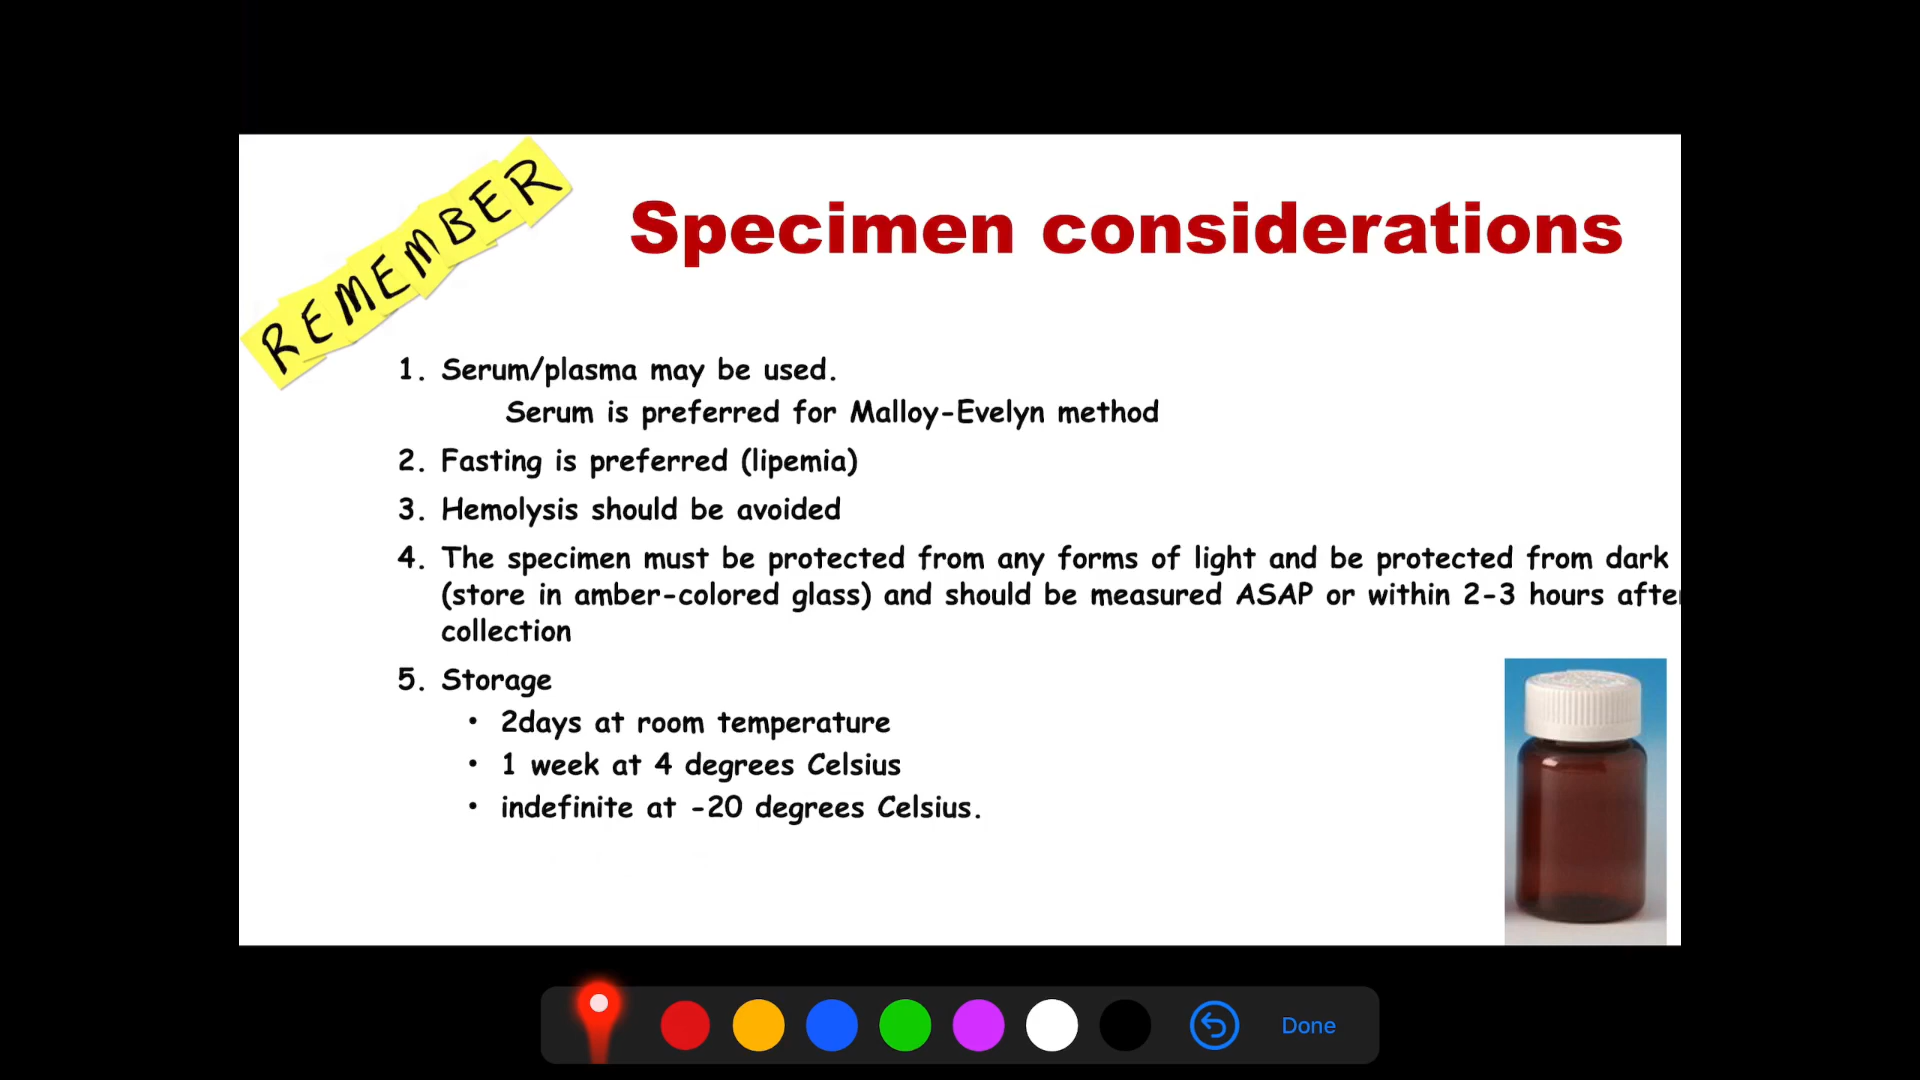 REMEMBER
Specimen considerations
1. Serum/plasma may be used.
Serum is preferred for Malloy-Evelyn method
2. Fasting is preferred (lipemia)
3. Hemolysis should be avoided
4. The specimen must be protected from any forms of light and be protected from dark
(store in amber-colored glass) and should be measured ASAP or within 2-3 hours after
collection
5. Storage
• 2days at room temperature
• 1 week at 4 degrees Celsius
• indefinite at -20 degrees Celsius.
Done